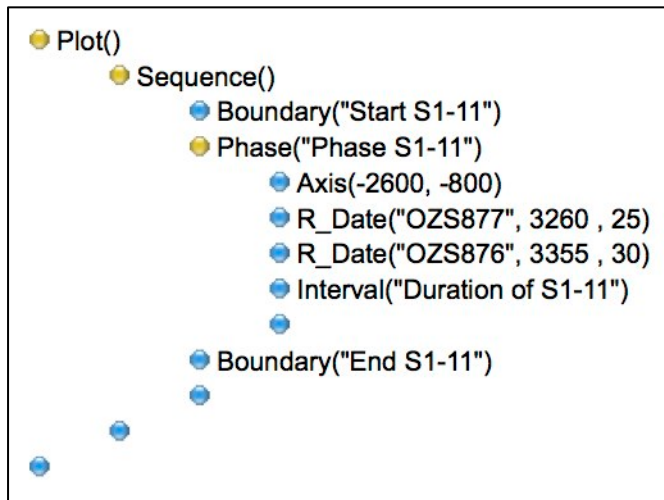 Plot()
Sequence()
Boundary("Start S1-11")
Phase("Phase S1-11")
Axis(-2600, -800)
R_Date("OZS877", 3260 , 25)
R_Date("OZS876", 3355 , 30)
Interval("Duration of S1-11")
Boundary("End S1-11")